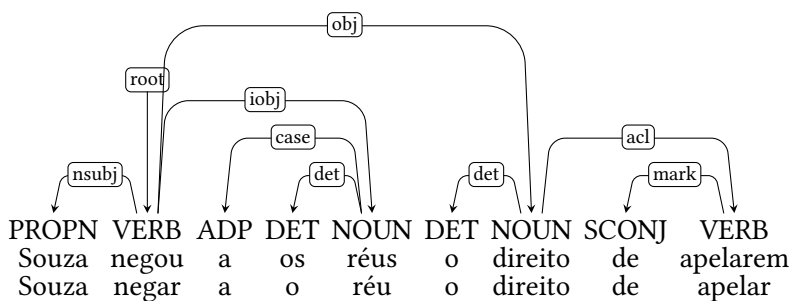 obj
root
iobj
case
acl
nsubj
det
det
mark
PROPN VERB ADP DET NOUN DET NOUN SCONJ VERB
Souza negou a os réus o direito de apelarem
Souza negar a o réu o direito de apelar